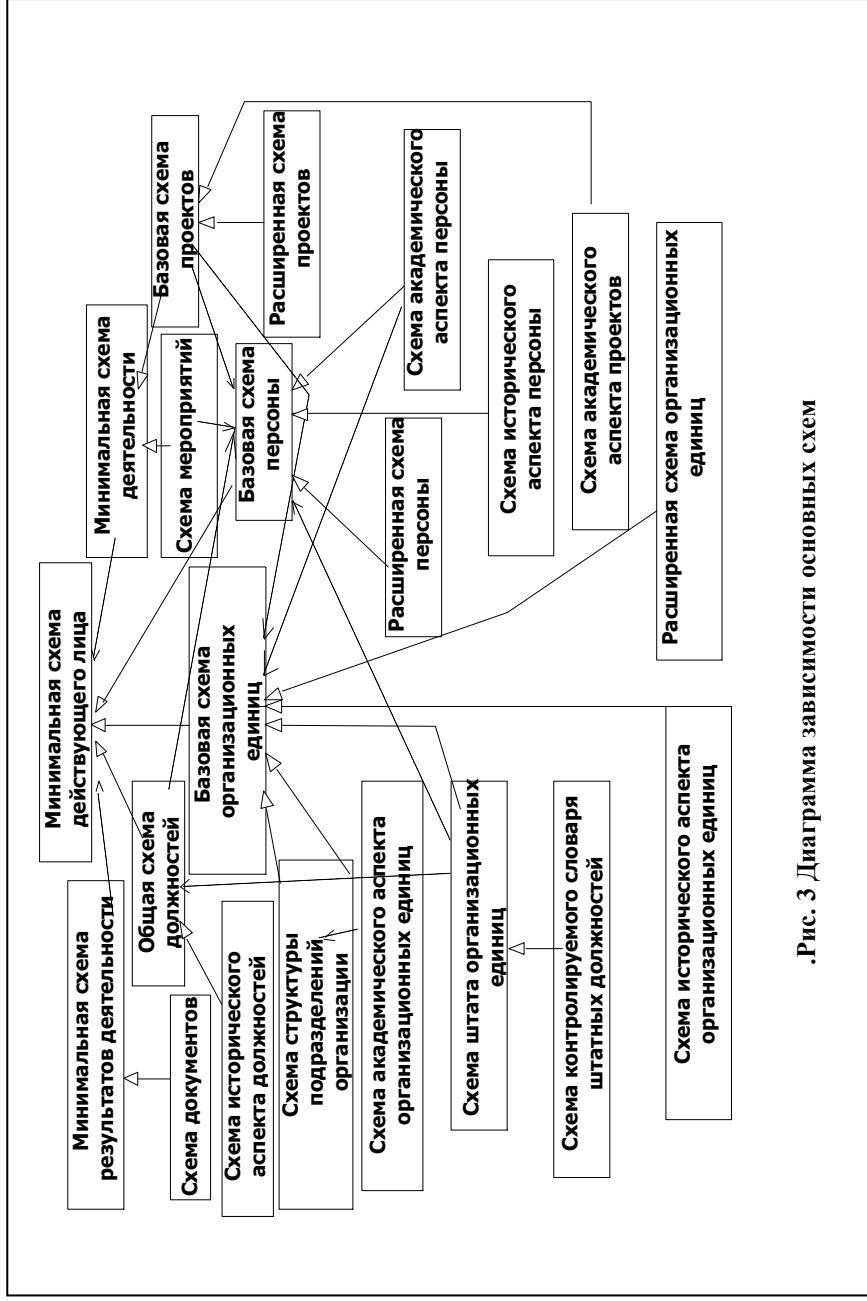 Минимальная схема
результатов деятельности
Минимальная схема
действующего лица
Минимальная схема
деятельности
Базовая схема
проектов
Схема документов
Общая схема
должностей
Схема мероприятий
Схема исторического
аспекта должностей
Базовая схема
организационных
единиц
Базовая схема
персоны
Расширенная схема
проектов
Схема структуры
подразделений
организации
Схема академического аспекта
организационных единиц
Расширенная схема
персоны
Схема академического
аспекта персоны
Схема штата организационных
единиц
Схема исторического
аспекта персоны
Схема контролируемого словаря
штатных должностей
Схема академического
аспекта проектов
Схема исторического аспекта
организационных единиц
Расширенная схема организационных
единиц
.Рис. 3 Диаграмма зависимости основных схем